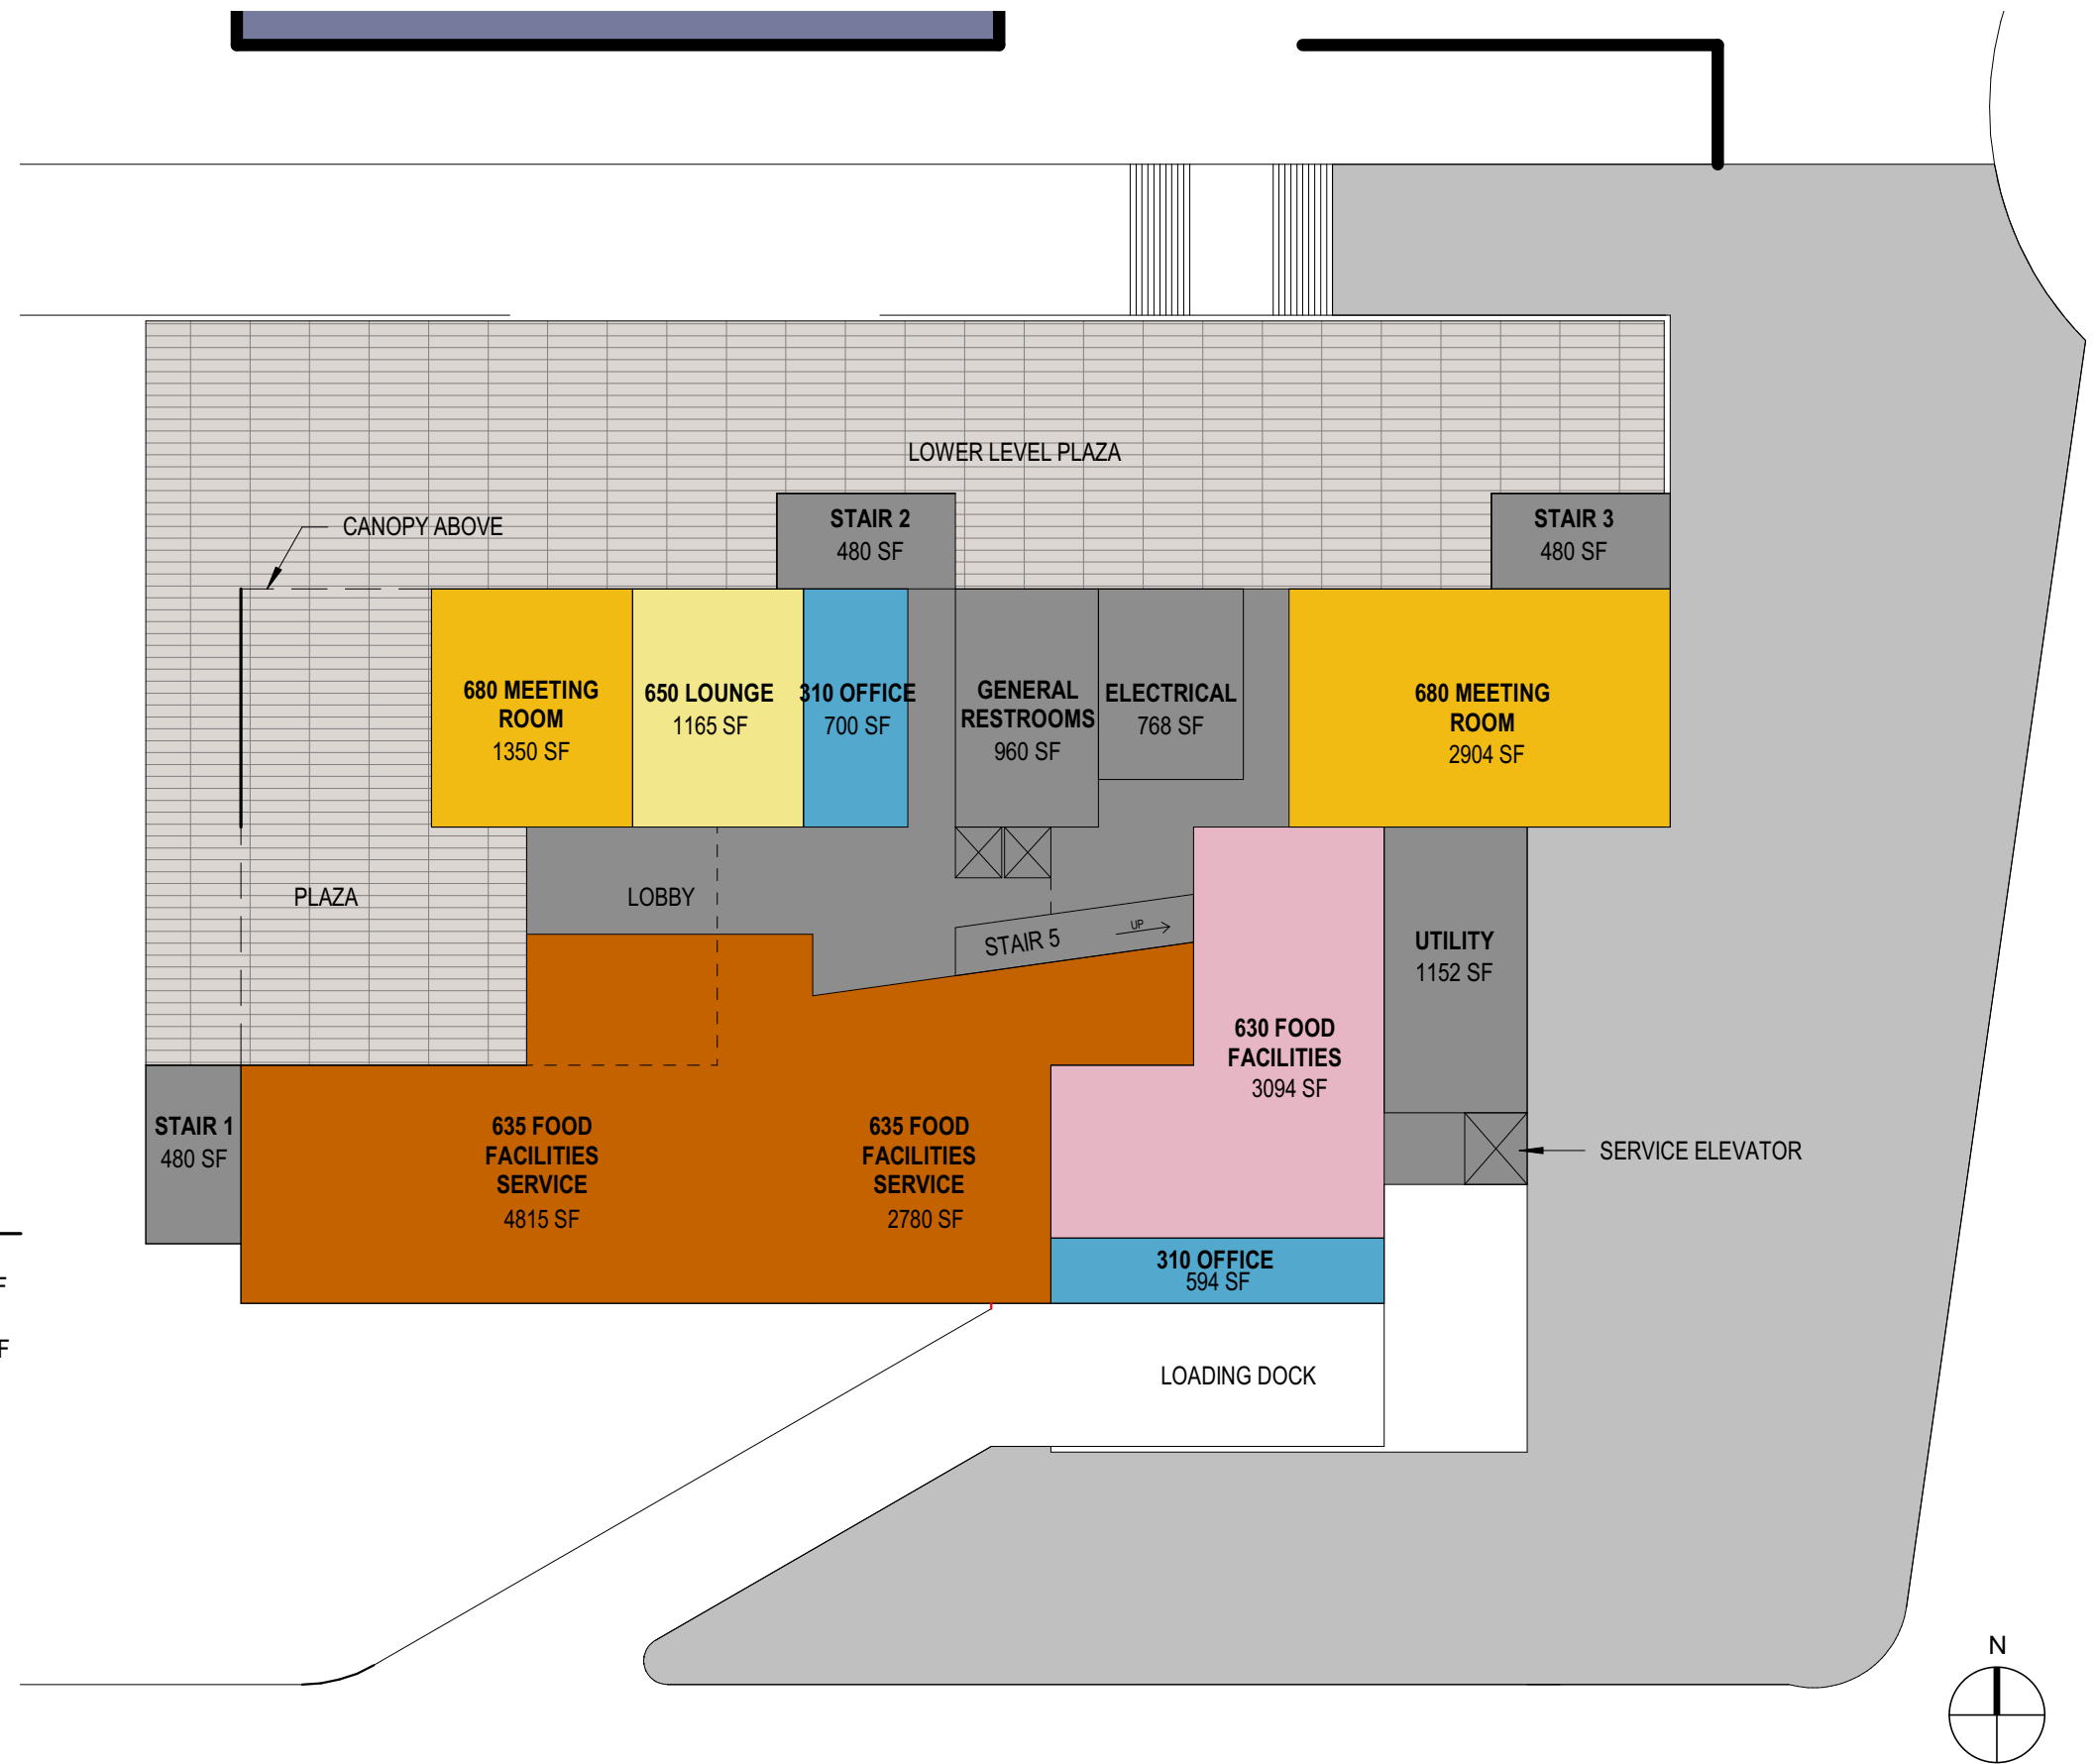 LOWER LEVEL PLAZA
CANOPY ABOVE
STAIR 2
480 SF
STAIR 3
480 SF
680 MEETING
ROOM
1350 SF
650 LOUNGE
1165 SF
310 OFFICE
700 SF
GENERAL
RESTROOMS
960 SF
ELECTRICAL
768 SF
680 MEETING
ROOM
2904 SF
PLAZA
LOBBY
STAIR 5
UP
UTILITY
1152 SF
630 FOOD
FACILITIES
3094 SF
STAIR 1
480 SF
635 FOOD
FACILITIES
SERVICE
4815 SF
635 FOOD
FACILITIES
SERVICE
2780 SF
SERVICE ELEVATOR
310 OFFICE
594 SF
F
F
LOADING DOCK
N